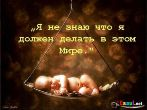 „Я не знаю что я
должен делать в этом
Мире."